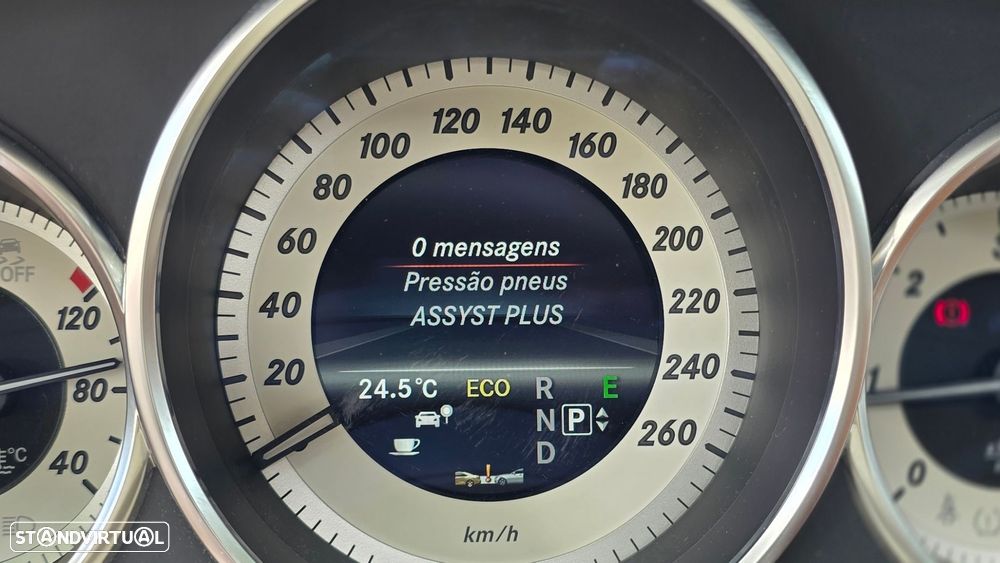 120 140
100 160
80 180
60 200
40 220
20 240
260
km/h
0 mensagens
Pressão pneus
ASSYST PLUS
24.5°C ECO R E
N P
D
OFF
120
80
40
°C
2
1
0
STANDVIRTUAL